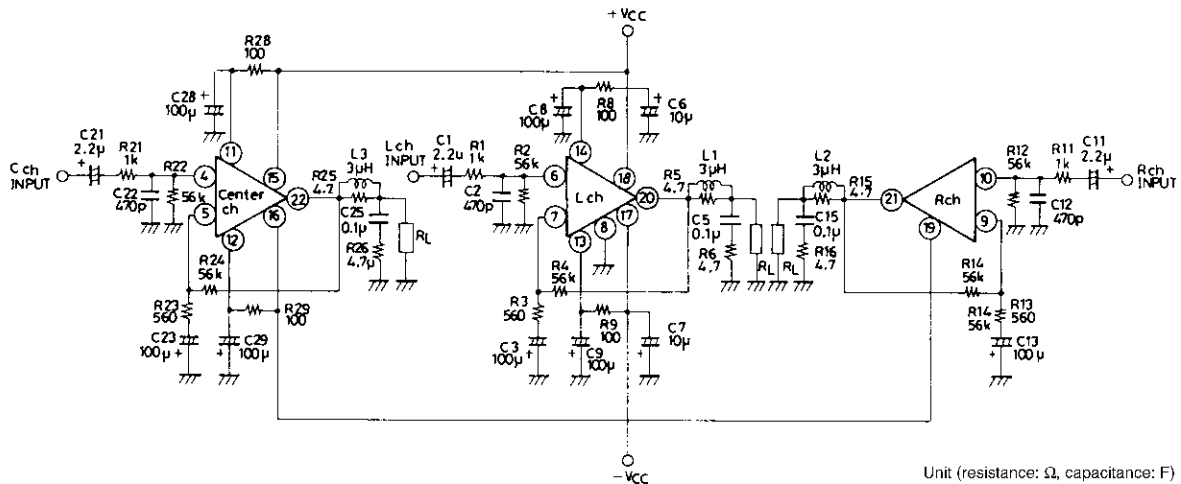 +VCC
R28
100
C28
100µ
+
C8
100µ
+
R8
100
+
C6
10µ
C ch
INPUT
C21
2.2µ
+
R21
1k
R22
56k
C22
470p
4
5
11
12
15
16
22
Center
ch
R25
4.7
L3
3µH
C25
0.1µ
R26
4.7µ
RL
R24
56k
R23
560
C23
100µ
+
R29
100
C29
100µ
+
Lch
INPUT
C1
2.2u
+
R1
1k
R2
56k
C2
470p
6
7
14
13
8
18
17
20
Lch
R5
4.7
L1
3µH
C5
0.1µ
R6
4.7
RL
R4
56k
R3
560
C3
100µ
+
R9
100
C9
100µ
+
C7
10µ
+
L2
3µH
R15
4.7
C15
0.1µ
R16
4.7
RL
21
Rch
19
10
9
R12
56k
R11
1k
C11
2.2µ
+
C12
470p
Rch
INPUT
R14
56k
R14
56k
R13
560
C13
100µ
+
-VCC
Unit (resistance: Ω, capacitance: F)